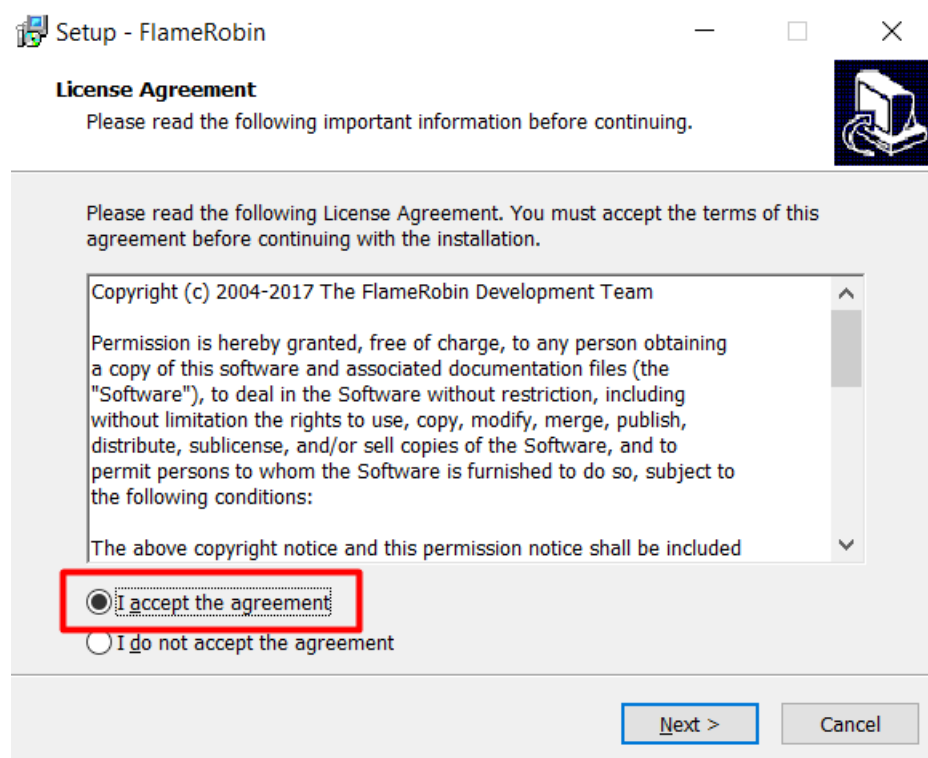 Setup - FlameRobin
License Agreement
Please read the following important information before continuing.
Please read the following License Agreement. You must accept the terms of this
agreement before continuing with the installation.
Copyright (c) 2004-2017 The FlameRobin Development Team
Permission is hereby granted, free of charge, to any person obtaining
a copy of this software and associated documentation files (the
"Software"), to deal in the Software without restriction, including
without limitation the rights to use, copy, modify, merge, publish,
distribute, sublicense, and/or sell copies of the Software, and to
permit persons to whom the Software is furnished to do so, subject to
the following conditions:
The above copyright notice and this permission notice shall be included
I accept the agreement
I do not accept the agreement
Next >
Cancel